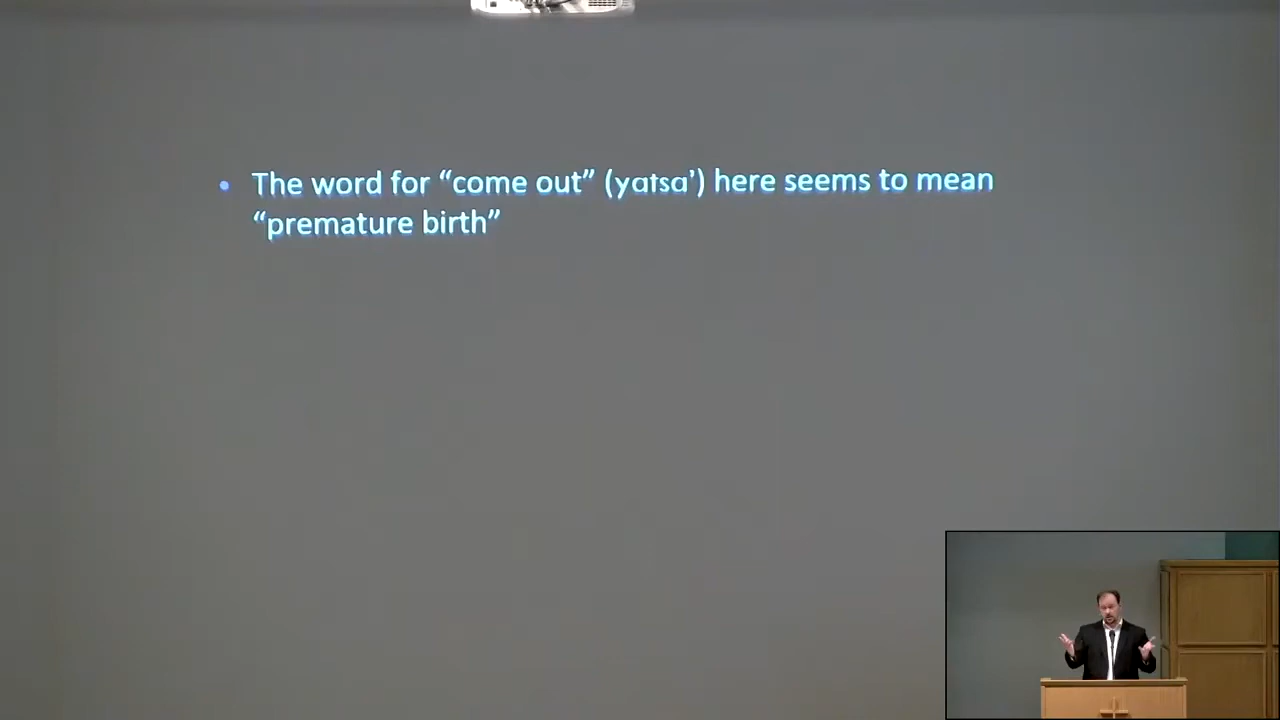 • The word for “come out” (yatsa’) here seems to mean
“premature birth”